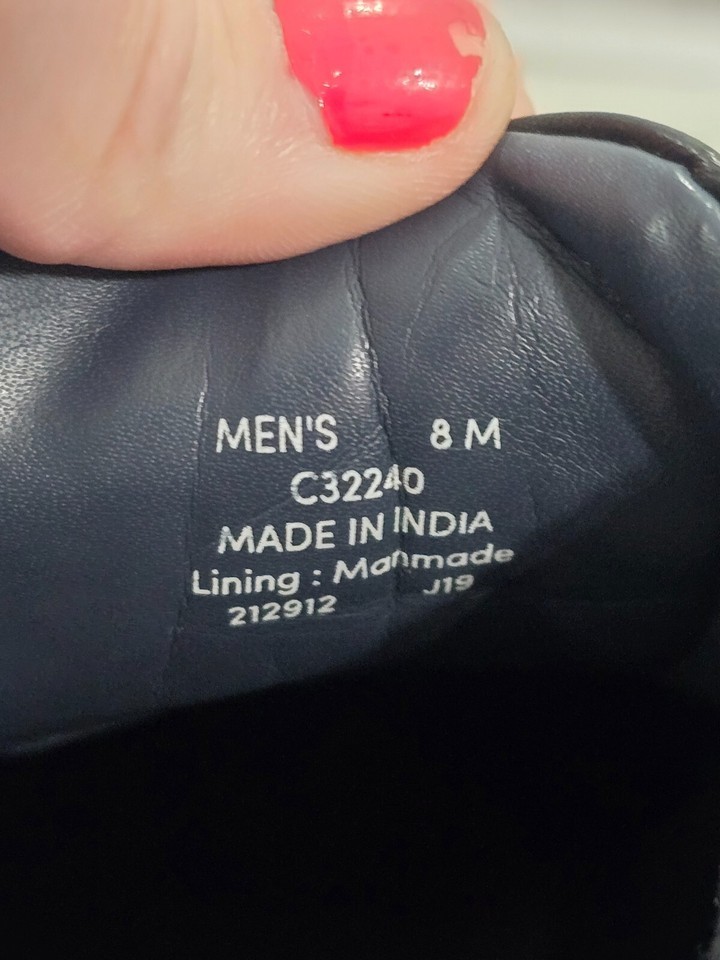 MEN'S 8 M
C32240
MADE IN INDIA
Lining : Manmade
212912 J19